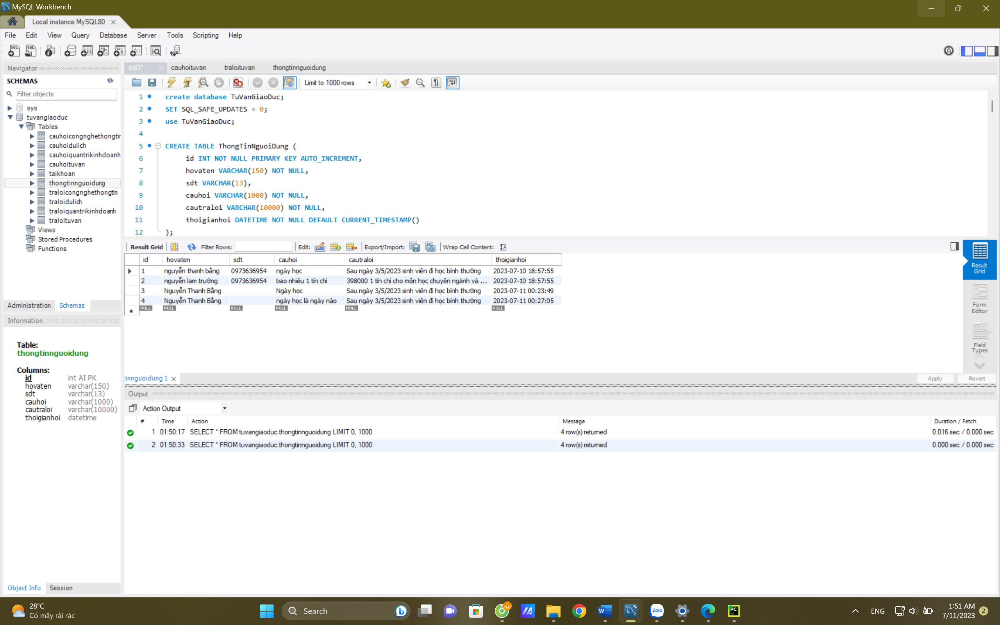 MySQL Workbench
Local instance MySQL80
File Edit View Query Database Server Tools Scripting Help
Navigator
SCHEMAS
Filter objects
sys
tuvangiaoduc
Tables
cauhoicongnghethongtin
cauhoidulich
cauhoiquantrikinhdoanh
cauhoituvan
taikhoan
thongtinnguoidung
traloicongnghethongtin
traloidulich
traloiquantrikinhdoanh
traloituvan
Views
Stored Procedures
Functions
Administration Schemas
Information
Table:
thongtinnguoidung
Columns:
id int AI PK
hovaten varchar(150)
sdt varchar(13)
cauhoi varchar(1000)
cautraloi varchar(10000)
thoigianhoi datetime
Object Info Session
sql3* cauhoituvan traloituvan thongtinnguoidung
Limit to 1000 rows
1 create database TuVanGiaoDuc;
2 SET SQL_SAFE_UPDATES = 0;
3 use TuVanGiaoDuc;
4
5 CREATE TABLE ThongTinNguoiDung (
6 id INT NOT NULL PRIMARY KEY AUTO_INCREMENT,
7 hovaten VARCHAR(150) NOT NULL,
8 sdt VARCHAR(13),
9 cauhoi VARCHAR(1000) NOT NULL,
10 cautraloi VARCHAR(10000) NOT NULL,
11 thoigianhoi DATETIME NOT NULL DEFAULT CURRENT_TIMESTAMP()
12 );
Result Grid Filter Rows: Edit: Export/Import: Wrap Cell Content:
id hovaten sdt cauhoi cautraloi thoigianhoi
1 nguyễn thanh bằng 0973636954 ngày học Sau ngày 3/5/2023 sinh viên đi học bình thường 2023-07-10 18:57:55
2 nguyễn lam trường 0973636954 bao nhiêu 1 tín chi 398000 1 tín chi cho môn học chuyên ngành và ... 2023-07-10 18:57:55
3 Nguyễn Thanh Bằng Ngày học Sau ngày 3/5/2023 sinh viên đi học bình thường 2023-07-11 00:23:49
4 Nguyễn Thanh Bằng ngày học là ngày nào Sau ngày 3/5/2023 sinh viên đi học bình thường 2023-07-11 00:27:05
NULL NULL NULL NULL NULL NULL
Result Grid
Form Editor
Field Types
tinnguoidung 1
Apply Revert
Output
Action Output
# Time Action Message Duration / Fetch
1 01:50:17 SELECT * FROM tuvangiaoduc.thongtinnguoidung LIMIT 0, 1000 4 row(s) returned 0.016 sec / 0.000 sec
2 01:50:33 SELECT * FROM tuvangiaoduc.thongtinnguoidung LIMIT 0, 1000 4 row(s) returned 0.000 sec / 0.000 sec
28°C
Có mây rải rác
Search
Zalo
PC
ENG
1:51 AM
7/11/2023
2